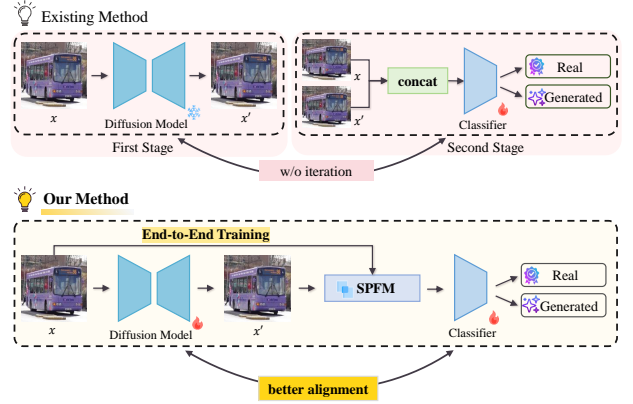 Existing Method
x
Diffusion Model
x′
First Stage
x
x′
concat
Classifier
Real
Generated
Second Stage
w/o iteration
Our Method
End-to-End Training
x
Diffusion Model
x′
SPFM
Classifier
Real
Generated
better alignment